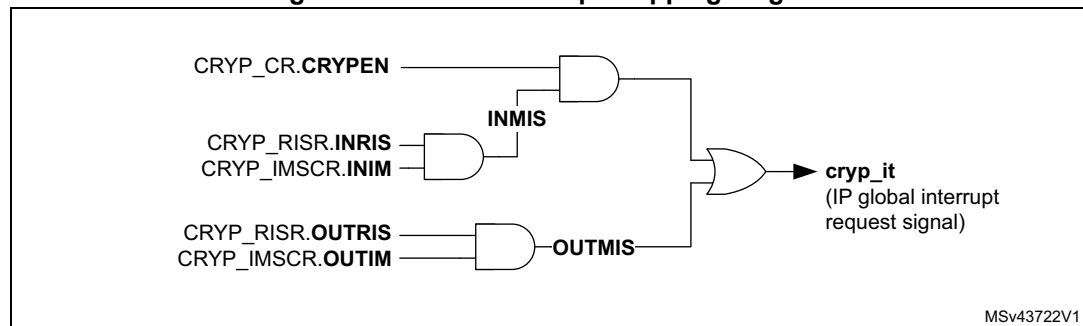 CRYP_CR.CRYPEN
INMIS
CRYP_RISR.INRIS
CRYP_IMSCR.INIM
cryp_it
(IP global interrupt
request signal)
CRYP_RISR.OUTRIS
CRYP_IMSCR.OUTIM
OUTMIS
MSv43722V1